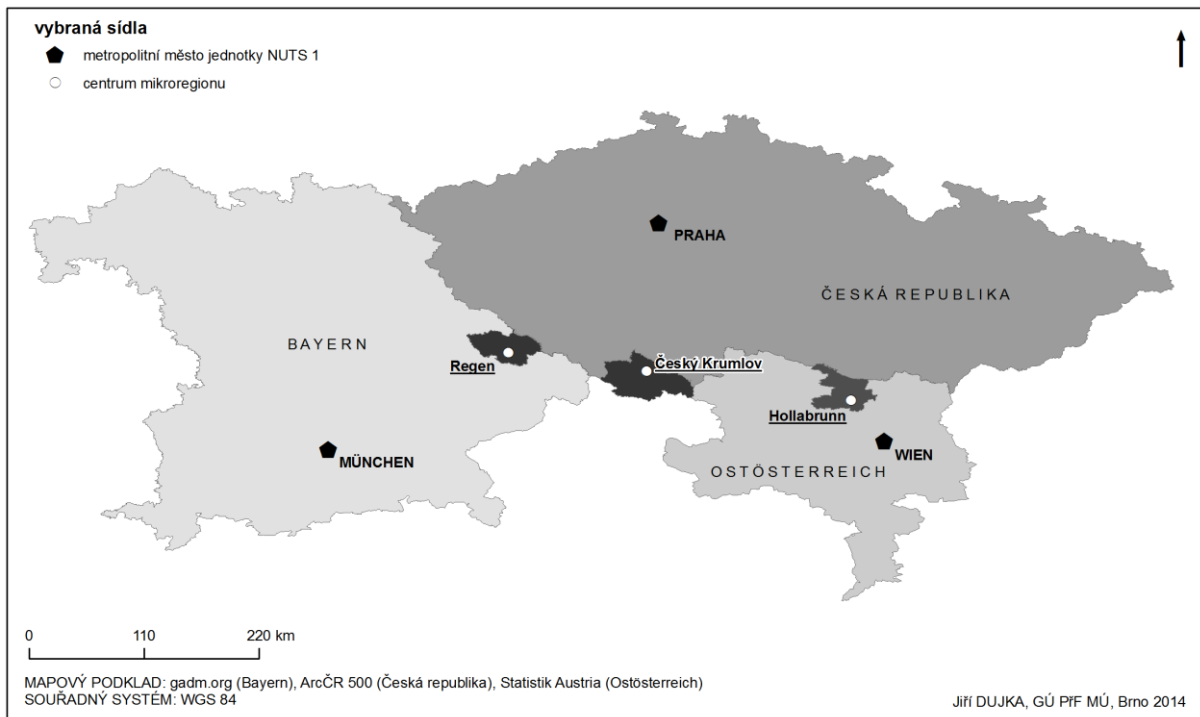 vybraná sídla
metropolitní město jednotky NUTS 1
centrum mikroregionu
PRAHA
ČESKÁ REPUBLIKA
BAYERN
Regen
Český Krumlov
Hollabrunn
MÜNCHEN
WIEN
OSTÖSTERREICH
0 110 220 km
MAPOVÝ PODKLAD: gadm.org (Bayern), ArcČR 500 (Česká republika), Statistik Austria (Ostösterreich)
SOUŘADNÝ SYSTÉM: WGS 84
Jiří DUJKA, GÚ PřF MÚ, Brno 2014